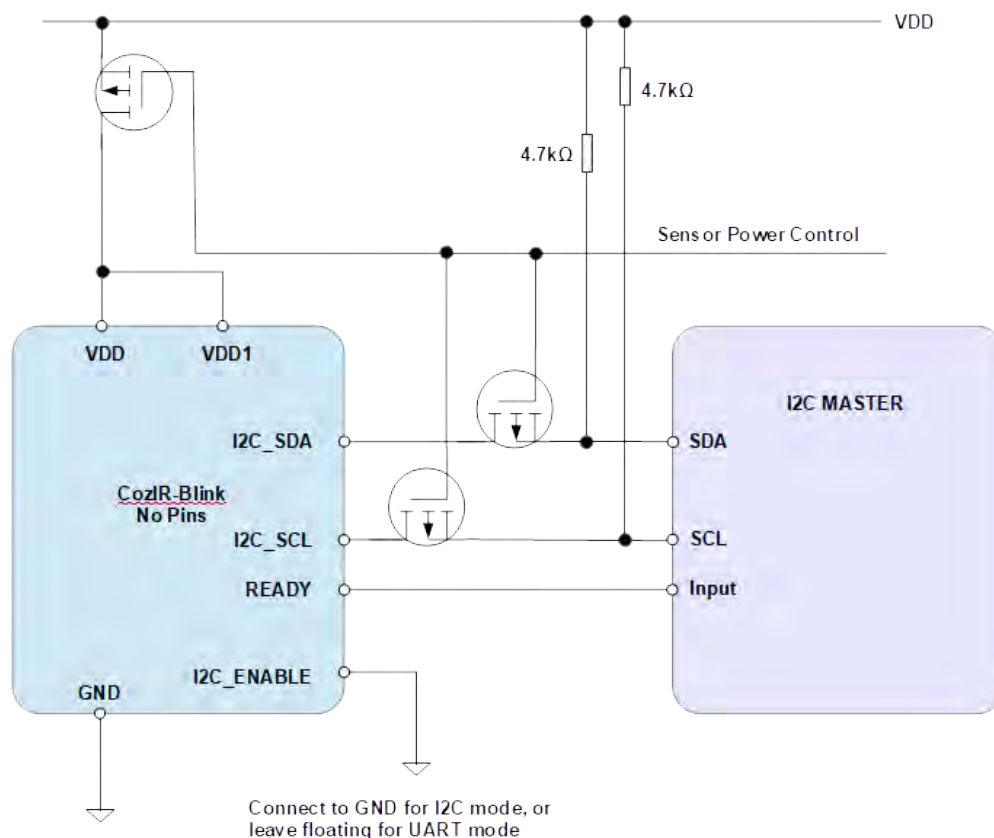 VDD
4.7kΩ
4.7kΩ
Sensor Power Control
VDD
VDD1
I2C MASTER
I2C_SDA
SDA
CozIR-Blink
No Pins
I2C_SCL
SCL
READY
Input
I2C_ENABLE
GND
Connect to GND for I2C mode, or
leave floating for UART mode